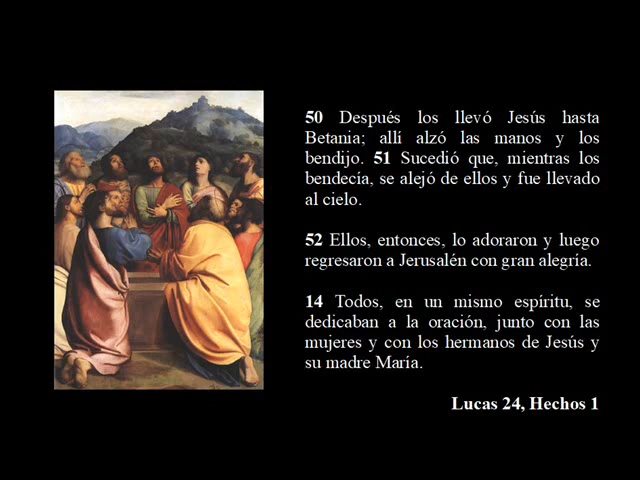 50 Después los llevó Jesús hasta
Betania; allí alzó las manos y los
bendijo. 51 Sucedió que, mientras los
bendecía, se alejó de ellos y fue llevado
al cielo.
52 Ellos, entonces, lo adoraron y luego
regresaron a Jerusalén con gran alegría.
14 Todos, en un mismo espíritu, se
dedicaban a la oración, junto con las
mujeres y con los hermanos de Jesús y
su madre María.
Lucas 24, Hechos 1